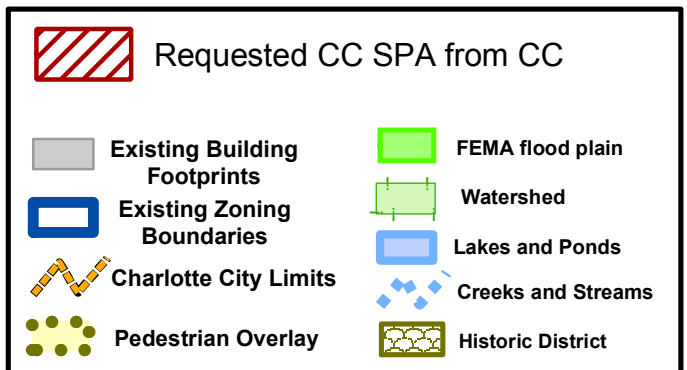 Requested CC SPA from CC
Existing Building
Footprints
Existing Zoning
Boundaries
Charlotte City Limits
Pedestrian Overlay
FEMA flood plain
Watershed
Lakes and Ponds
Creeks and Streams
Historic District